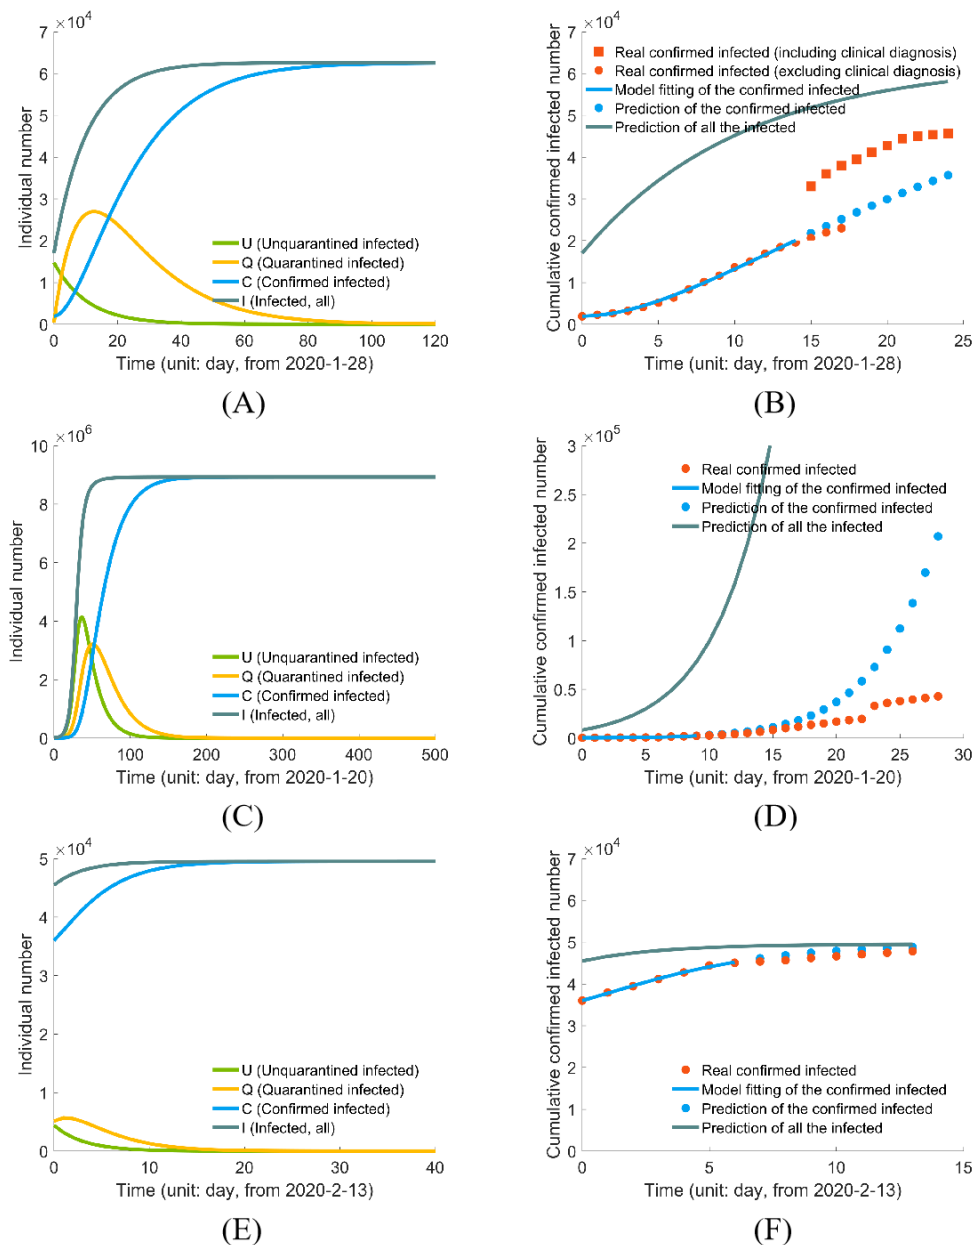 ×10^4
7
6
5
4
3
2
1
0
Individual number
U (Unquarantined infected)
Q (Quarantined infected)
C (Confirmed infected)
I (Infected, all)
0 20 40 60 80 100 120
Time (unit: day, from 2020-1-28)
(A)
×10^4
7
6
5
4
3
2
1
0
Cumulative confirmed infected number
Real confirmed infected (including clinical diagnosis)
Real confirmed infected (excluding clinical diagnosis)
Model fitting of the confirmed infected
Prediction of the confirmed infected
Prediction of all the infected
0 5 10 15 20 25
Time (unit: day, from 2020-1-28)
(B)
×10^6
10
8
6
4
2
0
Individual number
U (Unquarantined infected)
Q (Quarantined infected)
C (Confirmed infected)
I (Infected, all)
0 100 200 300 400 500
Time (unit: day, from 2020-1-20)
(C)
×10^5
3
2.5
2
1.5
1
0.5
0
Cumulative confirmed infected number
Real confirmed infected
Model fitting of the confirmed infected
Prediction of the confirmed infected
Prediction of all the infected
0 5 10 15 20 25 30
Time (unit: day, from 2020-1-20)
(D)
×10^4
5
4
3
2
1
0
Individual number
U (Unquarantined infected)
Q (Quarantined infected)
C (Confirmed infected)
I (Infected, all)
0 10 20 30 40
Time (unit: day, from 2020-2-13)
(E)
×10^4
7
6
5
4
3
2
1
0
Cumulative confirmed infected number
Real confirmed infected
Model fitting of the confirmed infected
Prediction of the confirmed infected
Prediction of all the infected
0 5 10 15
Time (unit: day, from 2020-2-13)
(F)